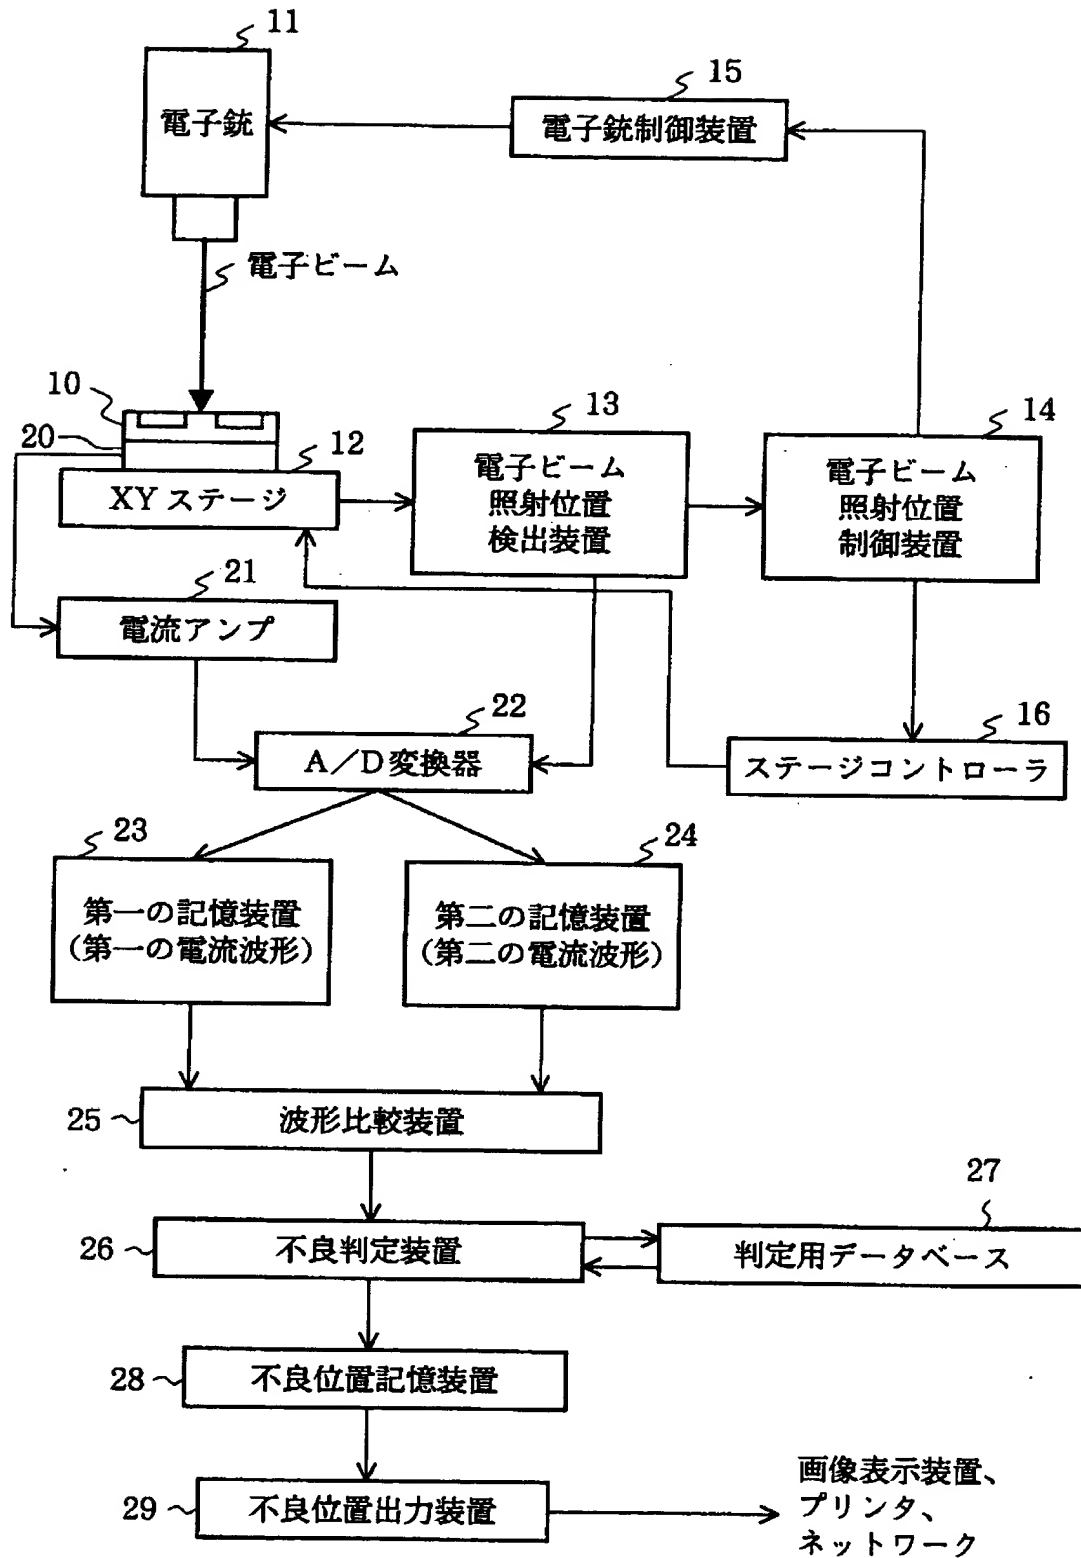 11
電子銃
15
電子銃制御装置
電子ビーム
10
20
12
XYステージ
13
電子ビーム
照射位置
検出装置
14
電子ビーム
照射位置
制御装置
21
電流アンプ
22
A／D変換器
16
ステージコントローラ
23
第一の記憶装置
(第一の電流波形)
24
第二の記憶装置
(第二の電流波形)
25
波形比較装置
26
不良判定装置
27
判定用データベース
28
不良位置記憶装置
29
不良位置出力装置
画像表示装置、
プリンタ、
ネットワーク